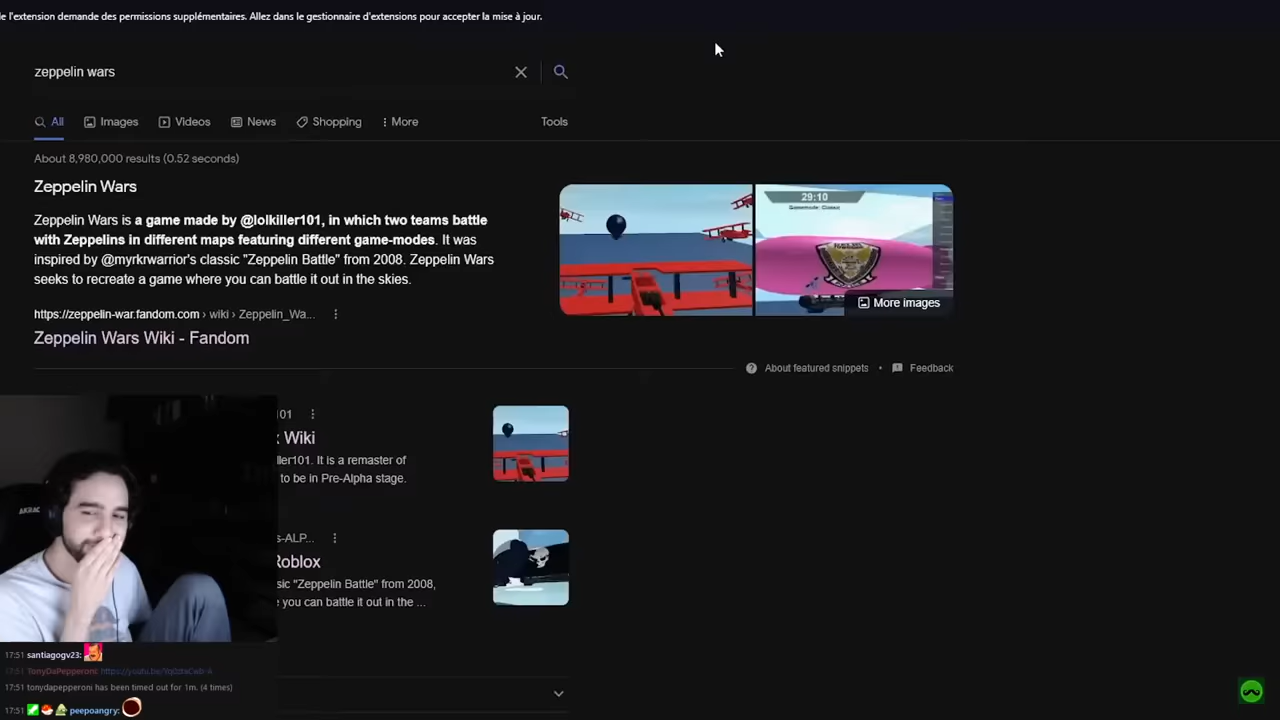 e l'extension demande des permissions supplémentaires. Allez dans le gestionnaire d'extensions pour accepter la mise à jour.
zeppelin wars
All Images Videos News Shopping More Tools
About 8,980,000 results (0.52 seconds)
Zeppelin Wars
Zeppelin Wars is a game made by @lolkiller101, in which two teams battle
with Zeppelins in different maps featuring different game-modes. It was
inspired by @myrkrwarrior's classic "Zeppelin Battle" from 2008. Zeppelin Wars
seeks to recreate a game where you can battle it out in the skies.
29:10
Gamemode: Classic
More images
https://zeppelin-war.fandom.com › wiki › Zeppelin_Wa...
Zeppelin Wars Wiki - Fandom
About featured snippets • Feedback
101
x Wiki
ller101. It is a remaster of
to be in Pre-Alpha stage.
s-ALP...
Roblox
sic "Zeppelin Battle" from 2008,
e you can battle it out in the ...
17:51 santiagogv23:
17:51 TonyDaPepperoni:
17:51 tonydapepperoni has been timed out for 1m. (4 times)
17:51 peepoangry: